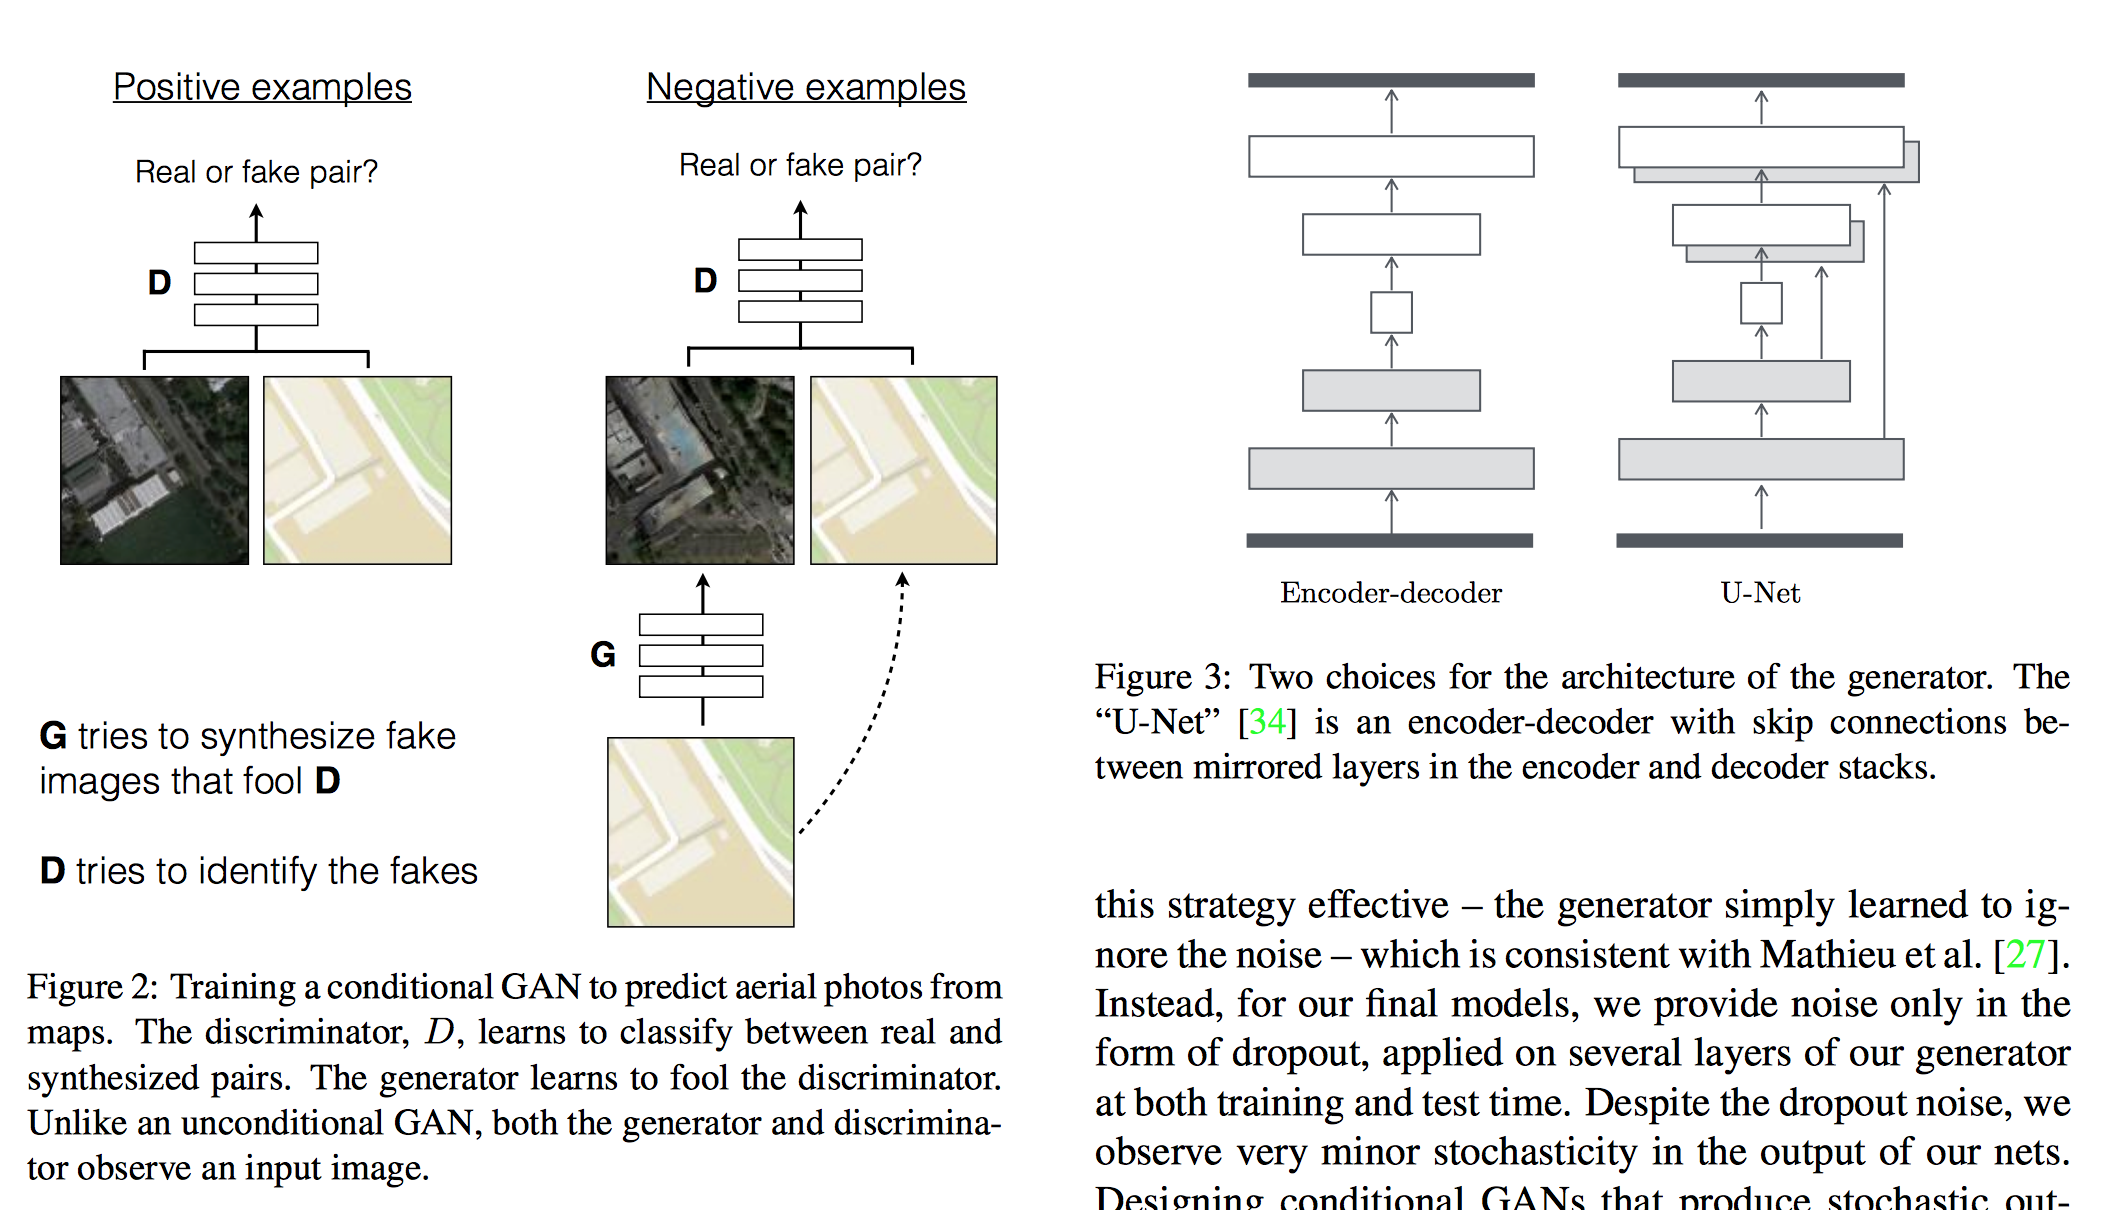 Positive examples
Real or fake pair?
D
Negative examples
Real or fake pair?
D
G
G tries to synthesize fake
images that fool D
D tries to identify the fakes
Figure 2: Training a conditional GAN to predict aerial photos from
maps. The discriminator, D, learns to classify between real and
synthesized pairs. The generator learns to fool the discriminator.
Unlike an unconditional GAN, both the generator and discrimina-
tor observe an input image.
Encoder-decoder
U-Net
Figure 3: Two choices for the architecture of the generator. The
“U-Net” [34] is an encoder-decoder with skip connections be-
tween mirrored layers in the encoder and decoder stacks.
this strategy effective – the generator simply learned to ig-
nore the noise – which is consistent with Mathieu et al. [27].
Instead, for our final models, we provide noise only in the
form of dropout, applied on several layers of our generator
at both training and test time. Despite the dropout noise, we
observe very minor stochasticity in the output of our nets.
Designing conditional GANs that produce stochastic out-